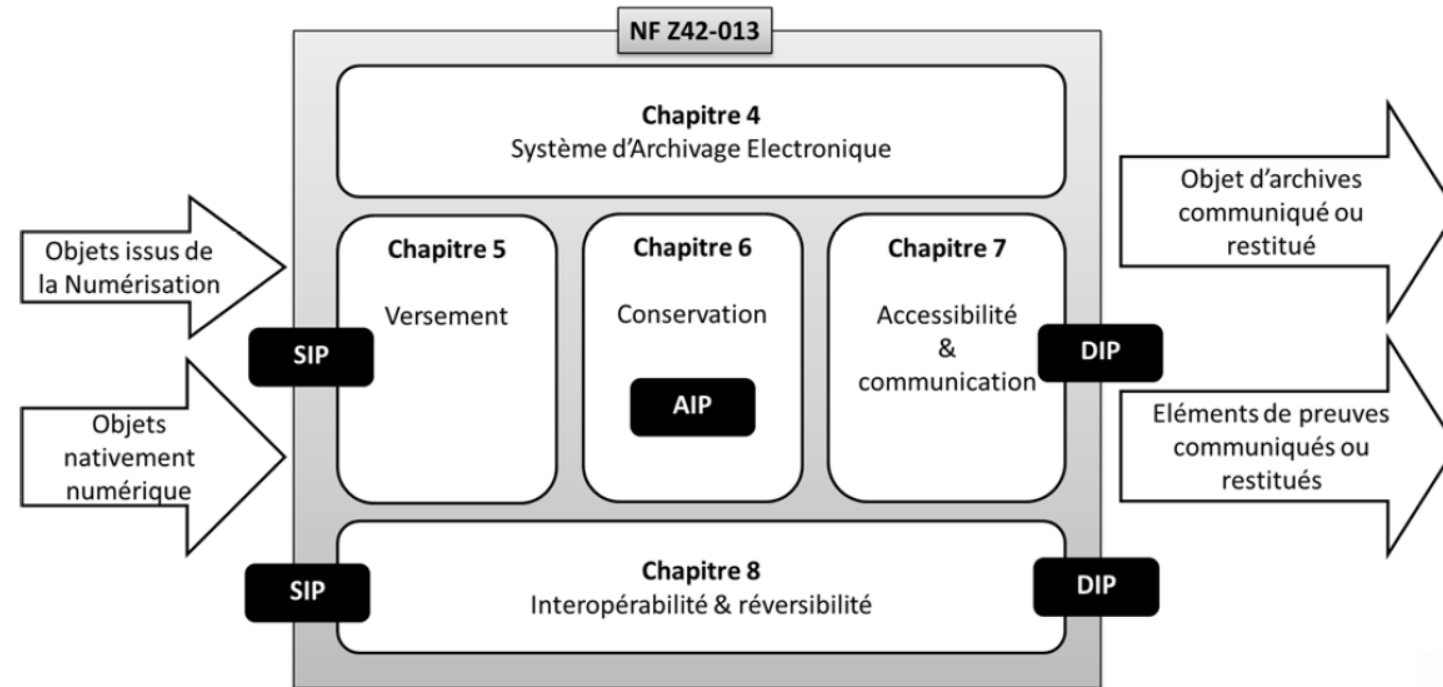 NF Z42-013
Chapitre 4
Système d'Archivage Electronique
Objets issus de
la Numérisation
Objets
nativement
numérique
SIP
Chapitre 5
Versement
Chapitre 6
Conservation
AIP
Chapitre 7
Accessibilité
&
communication
DIP
Objet d'archives
communiqué ou
restitué
Eléments de preuves
communiqués ou
restitués
SIP
Chapitre 8
Interopérabilité & réversibilité
DIP